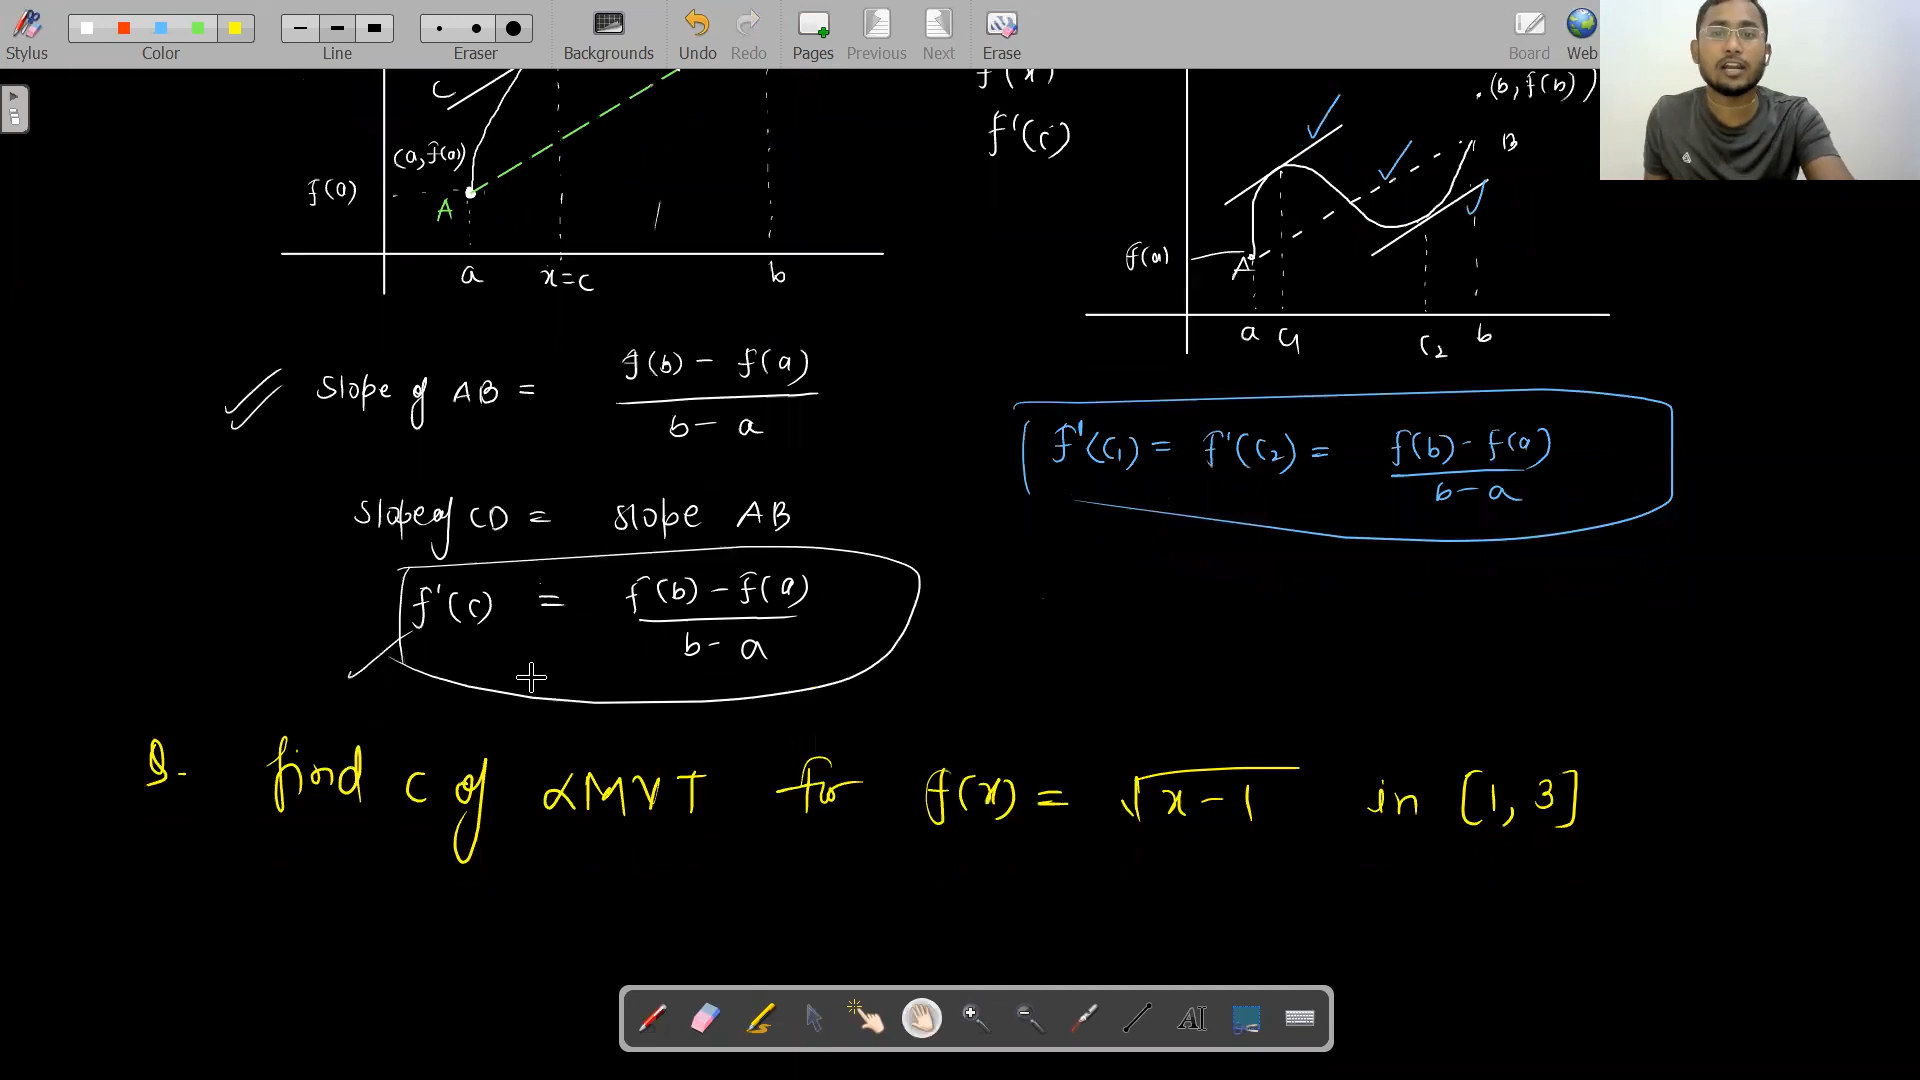 Stylus
Color
Line
Eraser
Backgrounds
Undo
Redo
Pages
Previous
Next
Erase
Board
Web
C
(a, f(a))
f(a)
A
a
x=c
b
f(x)
f'(c)
.(b, f(b))
B
f(a)
A
a
c1
c2
b
Slope of AB = f(b) - f(a) / b - a
Slope of CD = slope AB
f'(c) = f(b) - f(a) / b - a
f'(c1) = f'(c2) = f(b) - f(a) / b - a
Q. find c of LMVT for f(x) = √x-1 in [1, 3]
AI